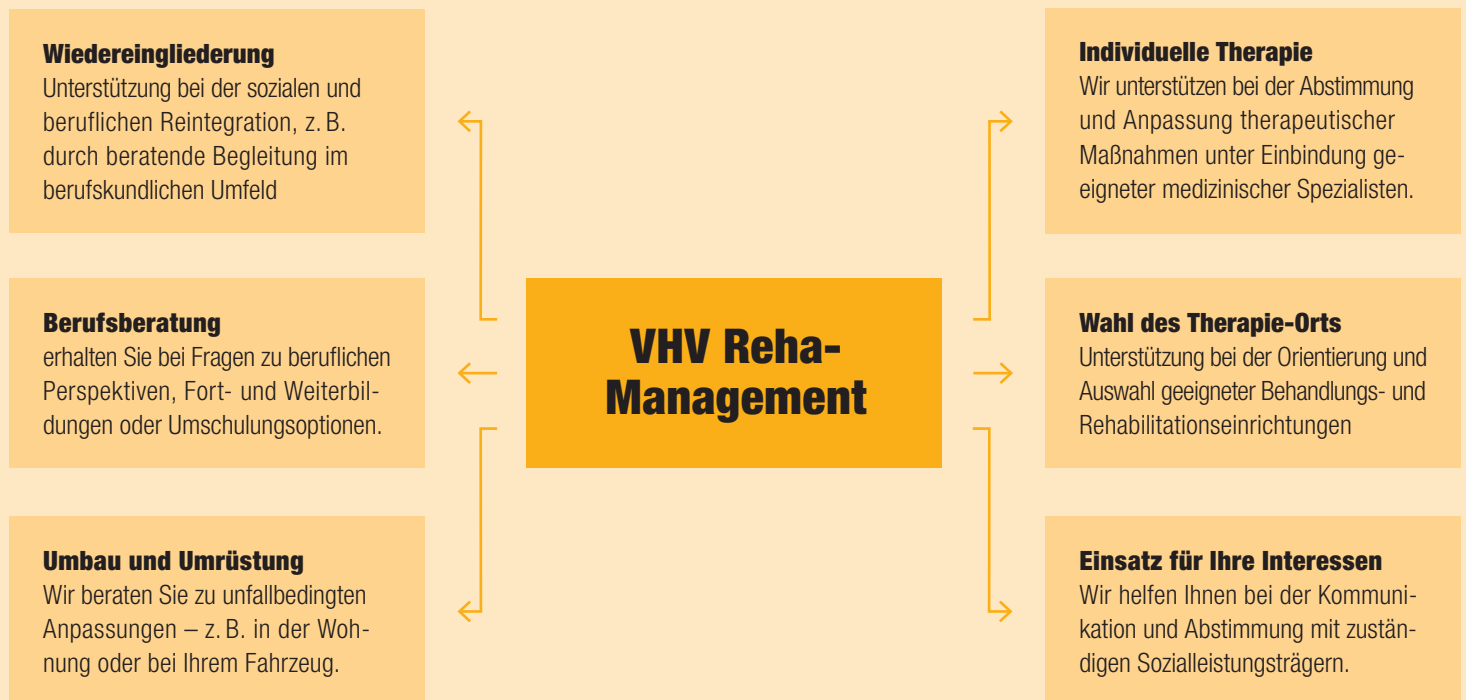 Wiedereingliederung
Unterstützung bei der sozialen und
beruflichen Reintegration, z. B.
durch beratende Begleitung im
berufskundlichen Umfeld
Berufsberatung
erhalten Sie bei Fragen zu beruflichen
Perspektiven, Fort- und Weiterbil-
dungen oder Umschulungsoptionen.
Umbau und Umrüstung
Wir beraten Sie zu unfallbedingten
Anpassungen – z. B. in der Woh-
nung oder bei Ihrem Fahrzeug.
VHV Reha-
Management
Individuelle Therapie
Wir unterstützen bei der Abstimmung
und Anpassung therapeutischer
Maßnahmen unter Einbindung ge-
eigneter medizinischer Spezialisten.
Wahl des Therapie-Orts
Unterstützung bei der Orientierung und
Auswahl geeigneter Behandlungs- und
Rehabilitationseinrichtungen
Einsatz für Ihre Interessen
Wir helfen Ihnen bei der Kommuni-
kation und Abstimmung mit zustän-
digen Sozialleistungsträgern.